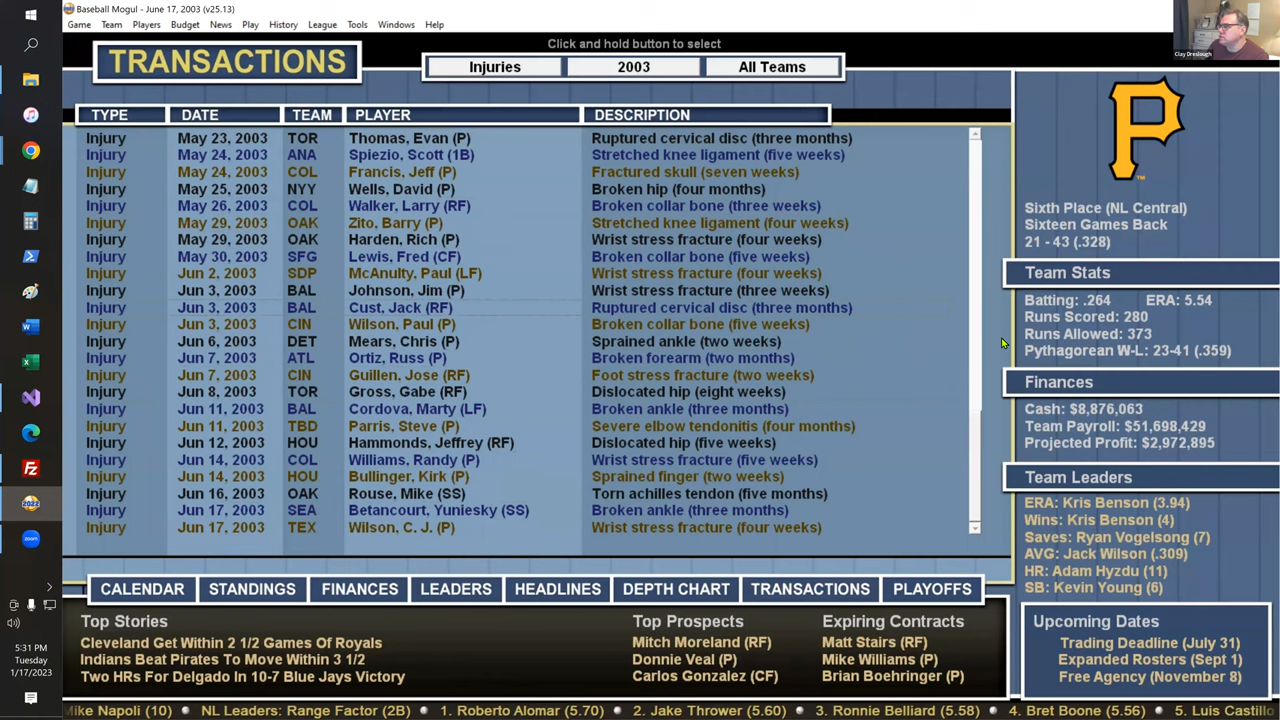 Baseball Mogul - June 17, 2003 (v25.13)
Game Team Players Budget News Play History League Tools Windows Help
Click and hold button to select
TRANSACTIONS
Injuries 2003 All Teams
Clay Dreslough
TYPE DATE TEAM PLAYER DESCRIPTION
Injury May 23, 2003 TOR Thomas, Evan (P) Ruptured cervical disc (three months)
Injury May 24, 2003 ANA Spiezio, Scott (1B) Stretched knee ligament (five weeks)
Injury May 24, 2003 COL Francis, Jeff (P) Fractured skull (seven weeks)
Injury May 25, 2003 NYY Wells, David (P) Broken hip (four months)
Injury May 26, 2003 COL Walker, Larry (RF) Broken collar bone (three weeks)
Injury May 29, 2003 OAK Zito, Barry (P) Stretched knee ligament (four weeks)
Injury May 29, 2003 OAK Harden, Rich (P) Wrist stress fracture (four weeks)
Injury May 30, 2003 SFG Lewis, Fred (CF) Broken collar bone (five weeks)
Injury Jun 2, 2003 SDP McAnulty, Paul (LF) Wrist stress fracture (four weeks)
Injury Jun 3, 2003 BAL Johnson, Jim (P) Wrist stress fracture (three weeks)
Injury Jun 3, 2003 BAL Cust, Jack (RF) Ruptured cervical disc (three months)
Injury Jun 3, 2003 CIN Wilson, Paul (P) Broken collar bone (five weeks)
Injury Jun 6, 2003 DET Mears, Chris (P) Sprained ankle (two weeks)
Injury Jun 7, 2003 ATL Ortiz, Russ (P) Broken forearm (two months)
Injury Jun 7, 2003 CIN Guillen, Jose (RF) Foot stress fracture (two weeks)
Injury Jun 8, 2003 TOR Gross, Gabe (RF) Dislocated hip (eight weeks)
Injury Jun 11, 2003 BAL Cordova, Marty (LF) Broken ankle (three months)
Injury Jun 11, 2003 TBD Parris, Steve (P) Severe elbow tendonitis (four months)
Injury Jun 12, 2003 HOU Hammonds, Jeffrey (RF) Dislocated hip (five weeks)
Injury Jun 14, 2003 COL Williams, Randy (P) Wrist stress fracture (five weeks)
Injury Jun 14, 2003 HOU Bullinger, Kirk (P) Sprained finger (two weeks)
Injury Jun 16, 2003 OAK Rouse, Mike (SS) Torn achilles tendon (five months)
Injury Jun 17, 2003 SEA Betancourt, Yuniesky (SS) Broken ankle (three months)
Injury Jun 17, 2003 TEX Wilson, C. J. (P) Wrist stress fracture (four weeks)
P
Sixth Place (NL Central)
Sixteen Games Back
21 - 43 (.328)
Team Stats
Batting: .264 ERA: 5.54
Runs Scored: 280
Runs Allowed: 373
Pythagorean W-L: 23-41 (.359)
Finances
Cash: $8,876,063
Team Payroll: $51,698,429
Projected Profit: $2,972,895
Team Leaders
ERA: Kris Benson (3.94)
Wins: Kris Benson (4)
Saves: Ryan Vogelsong (7)
AVG: Jack Wilson (.309)
HR: Adam Hyzdu (11)
SB: Kevin Young (6)
CALENDAR STANDINGS FINANCES LEADERS HEADLINES DEPTH CHART TRANSACTIONS PLAYOFFS
Top Stories
Cleveland Get Within 2 1/2 Games Of Royals
Indians Beat Pirates To Move Within 3 1/2
Two HRs For Delgado In 10-7 Blue Jays Victory
Top Prospects
Mitch Moreland (RF)
Donnie Veal (P)
Carlos Gonzalez (CF)
Expiring Contracts
Matt Stairs (RF)
Mike Williams (P)
Brian Boehringer (P)
Upcoming Dates
Trading Deadline (July 31)
Expanded Rosters (Sept 1)
Free Agency (November 8)
Mike Napoli (10) NL Leaders: Range Factor (2B) 1. Roberto Alomar (5.70) 2. Jake Thrower (5.60) 3. Ronnie Belliard (5.58) 4. Bret Boone (5.56) 5. Luis Castillo
5:31 PM
Tuesday
1/17/2023